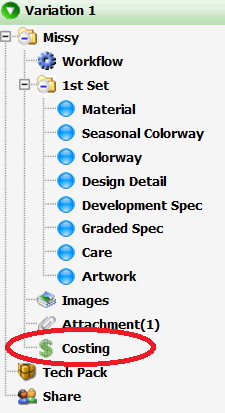 Variation 1
Missy
Workflow
1st Set
Material
Seasonal Colorway
Colorway
Design Detail
Development Spec
Graded Spec
Care
Artwork
Images
Attachment(1)
$ Costing
Tech Pack
Share